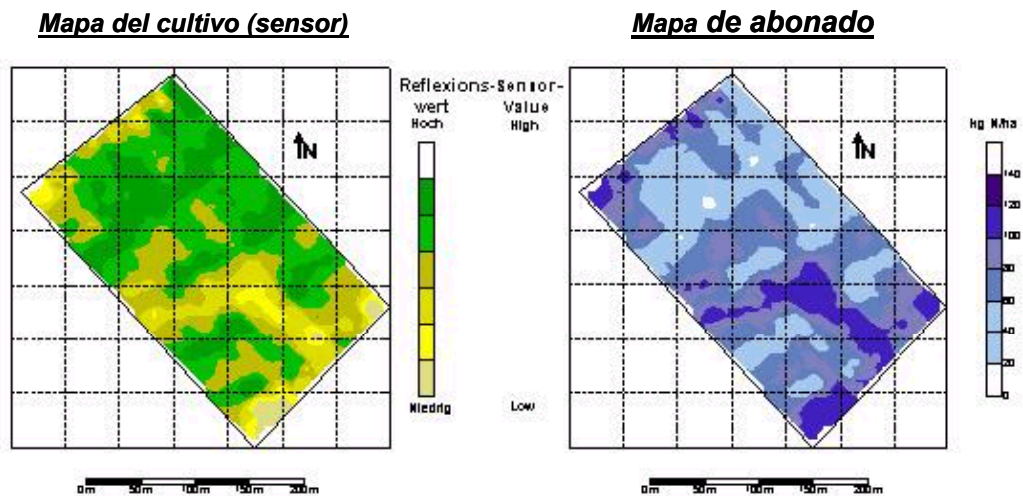 Mapa del cultivo (sensor)
Mapa de abonado
Reflexions-Sensor-
wert Value
Hoch High
N
Niedrig Low
0m 50m 100m 150m 200m
N
kg N/ha
140
120
100
80
60
40
20
0
0m 50m 100m 150m 200m